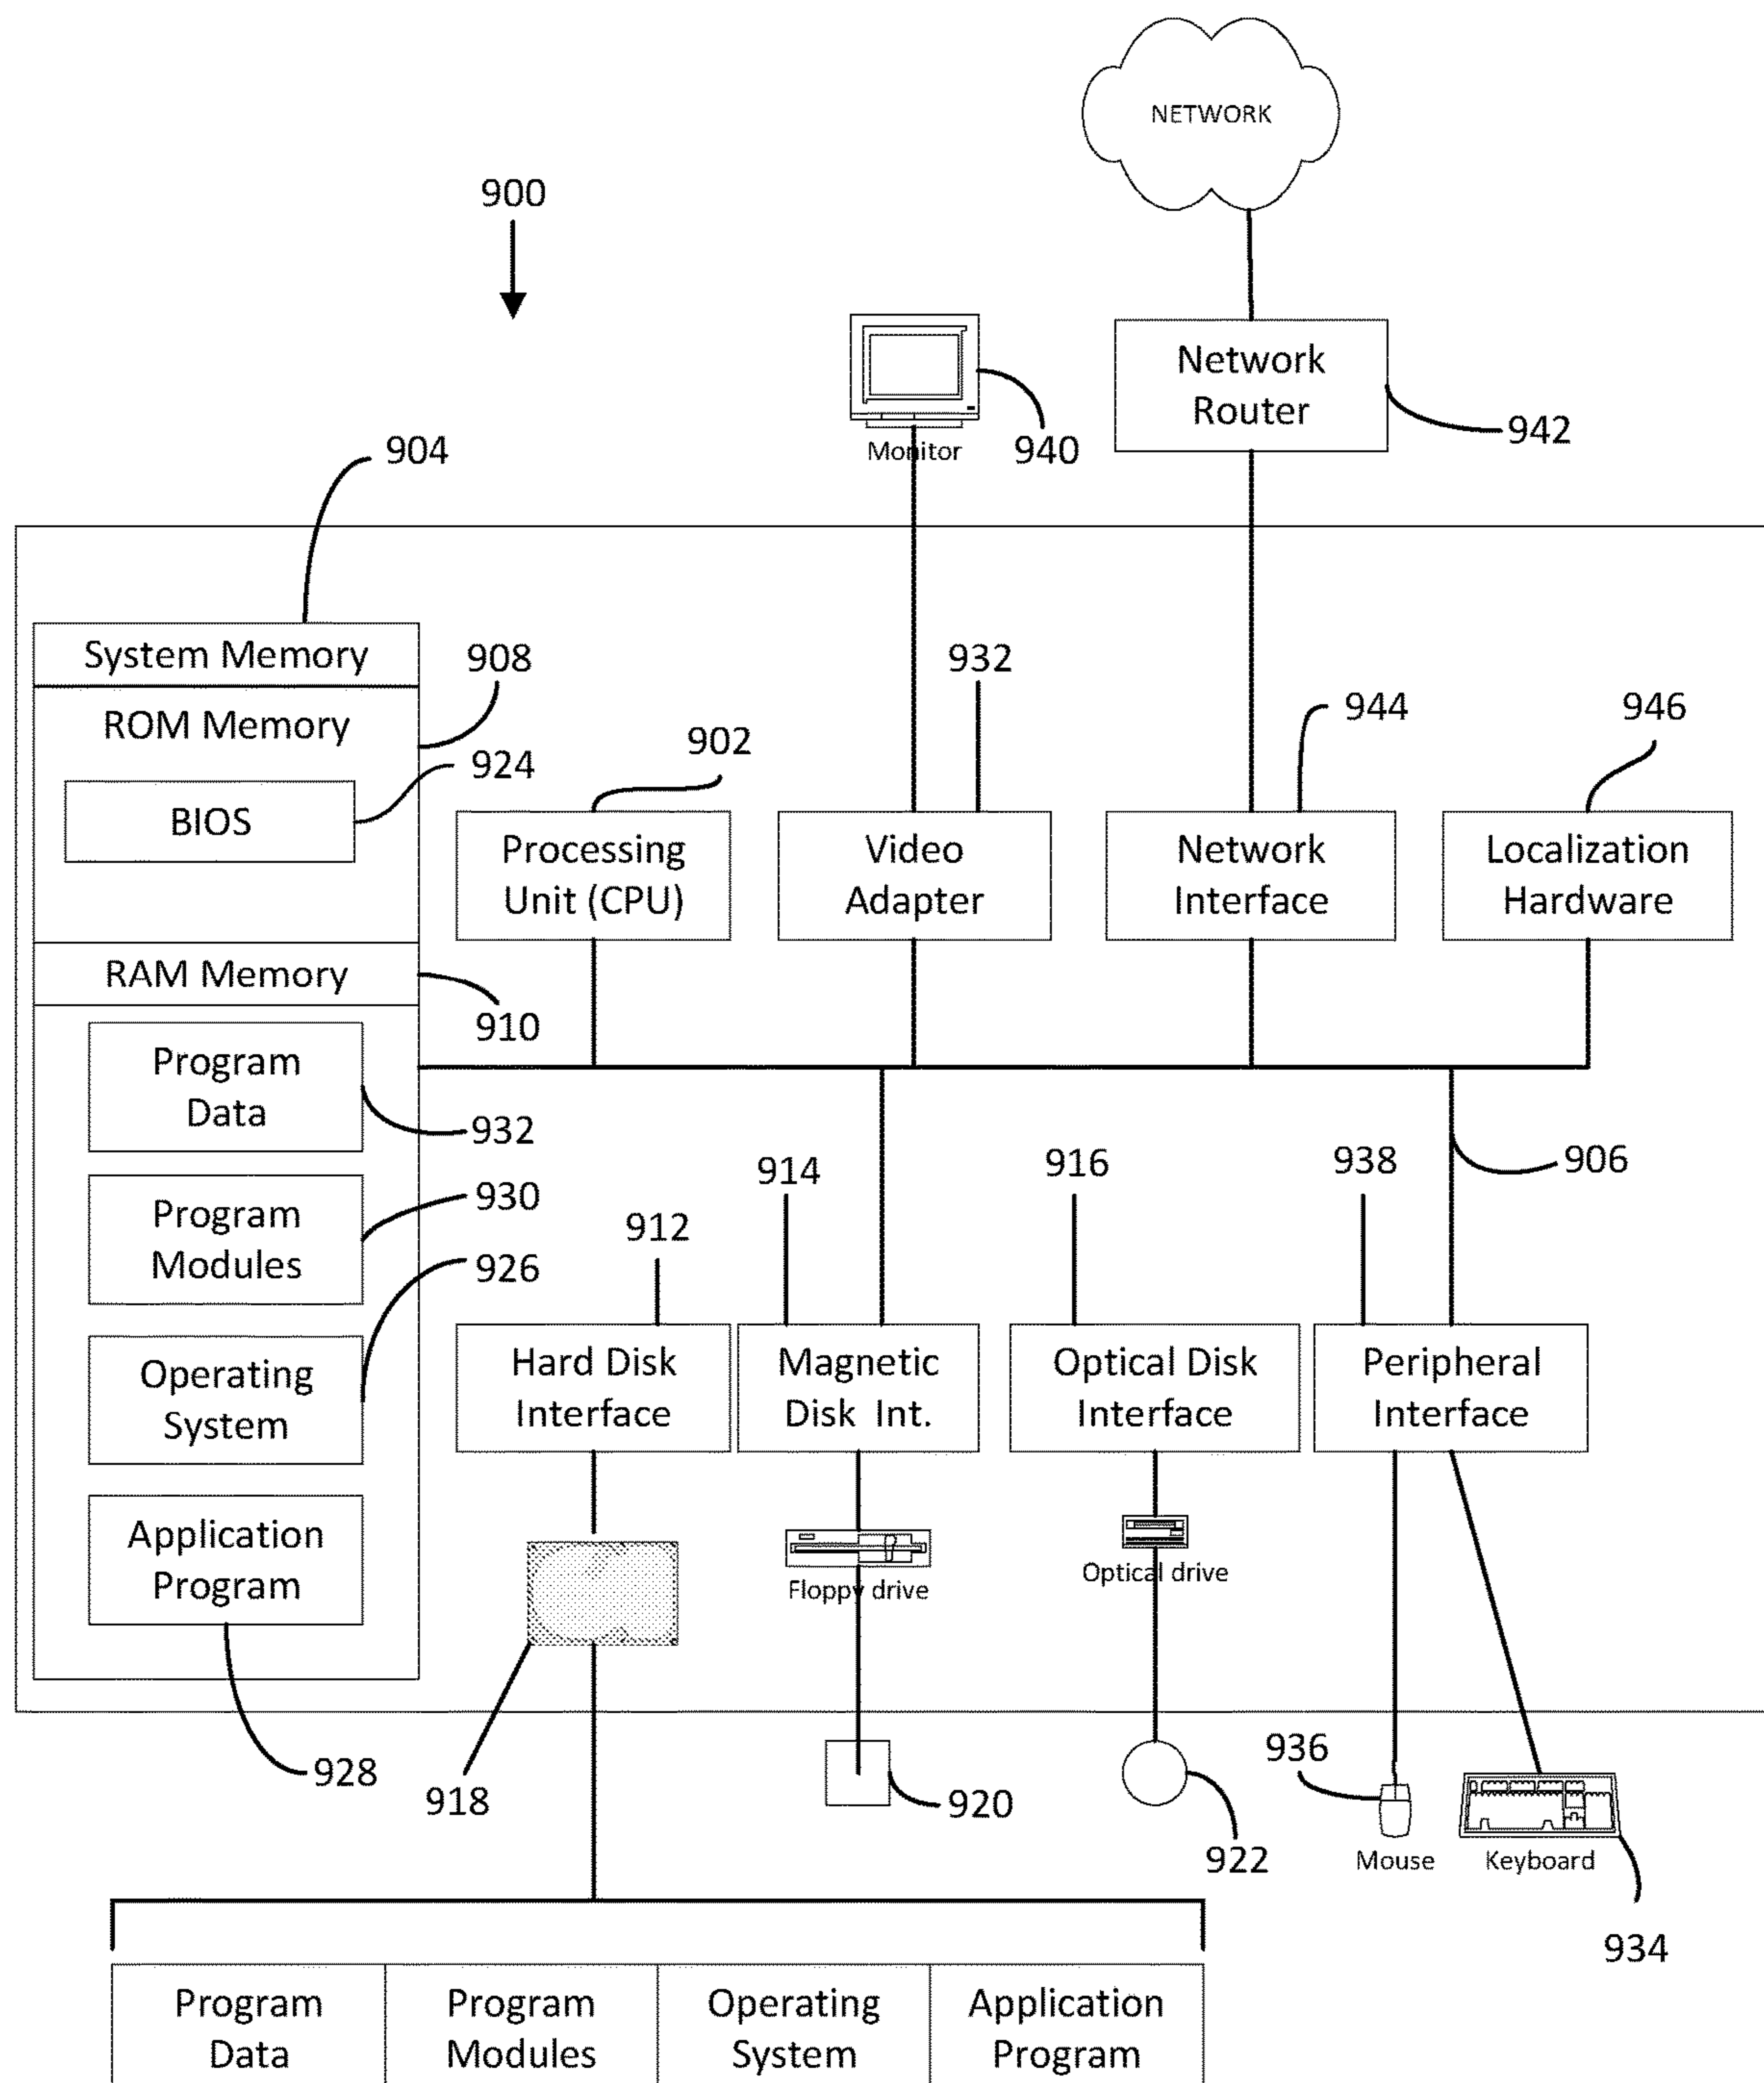 NETWORK
900
Network
Router
942
Monitor
940
904
System Memory
908
932
ROM Memory
944
946
902
924
BIOS
Processing
Unit (CPU)
Video
Adapter
Network
Interface
Localization
Hardware
RAM Memory
910
Program
Data
932
914
916
938
906
930
Program
Modules
912
926
Operating
System
Hard Disk
Interface
Magnetic
Disk Int.
Optical Disk
Interface
Peripheral
Interface
Application
Program
Floppy drive
Optical drive
928
918
920
936
922
Mouse
Keyboard
934
Program
Data
Program
Modules
Operating
System
Application
Program